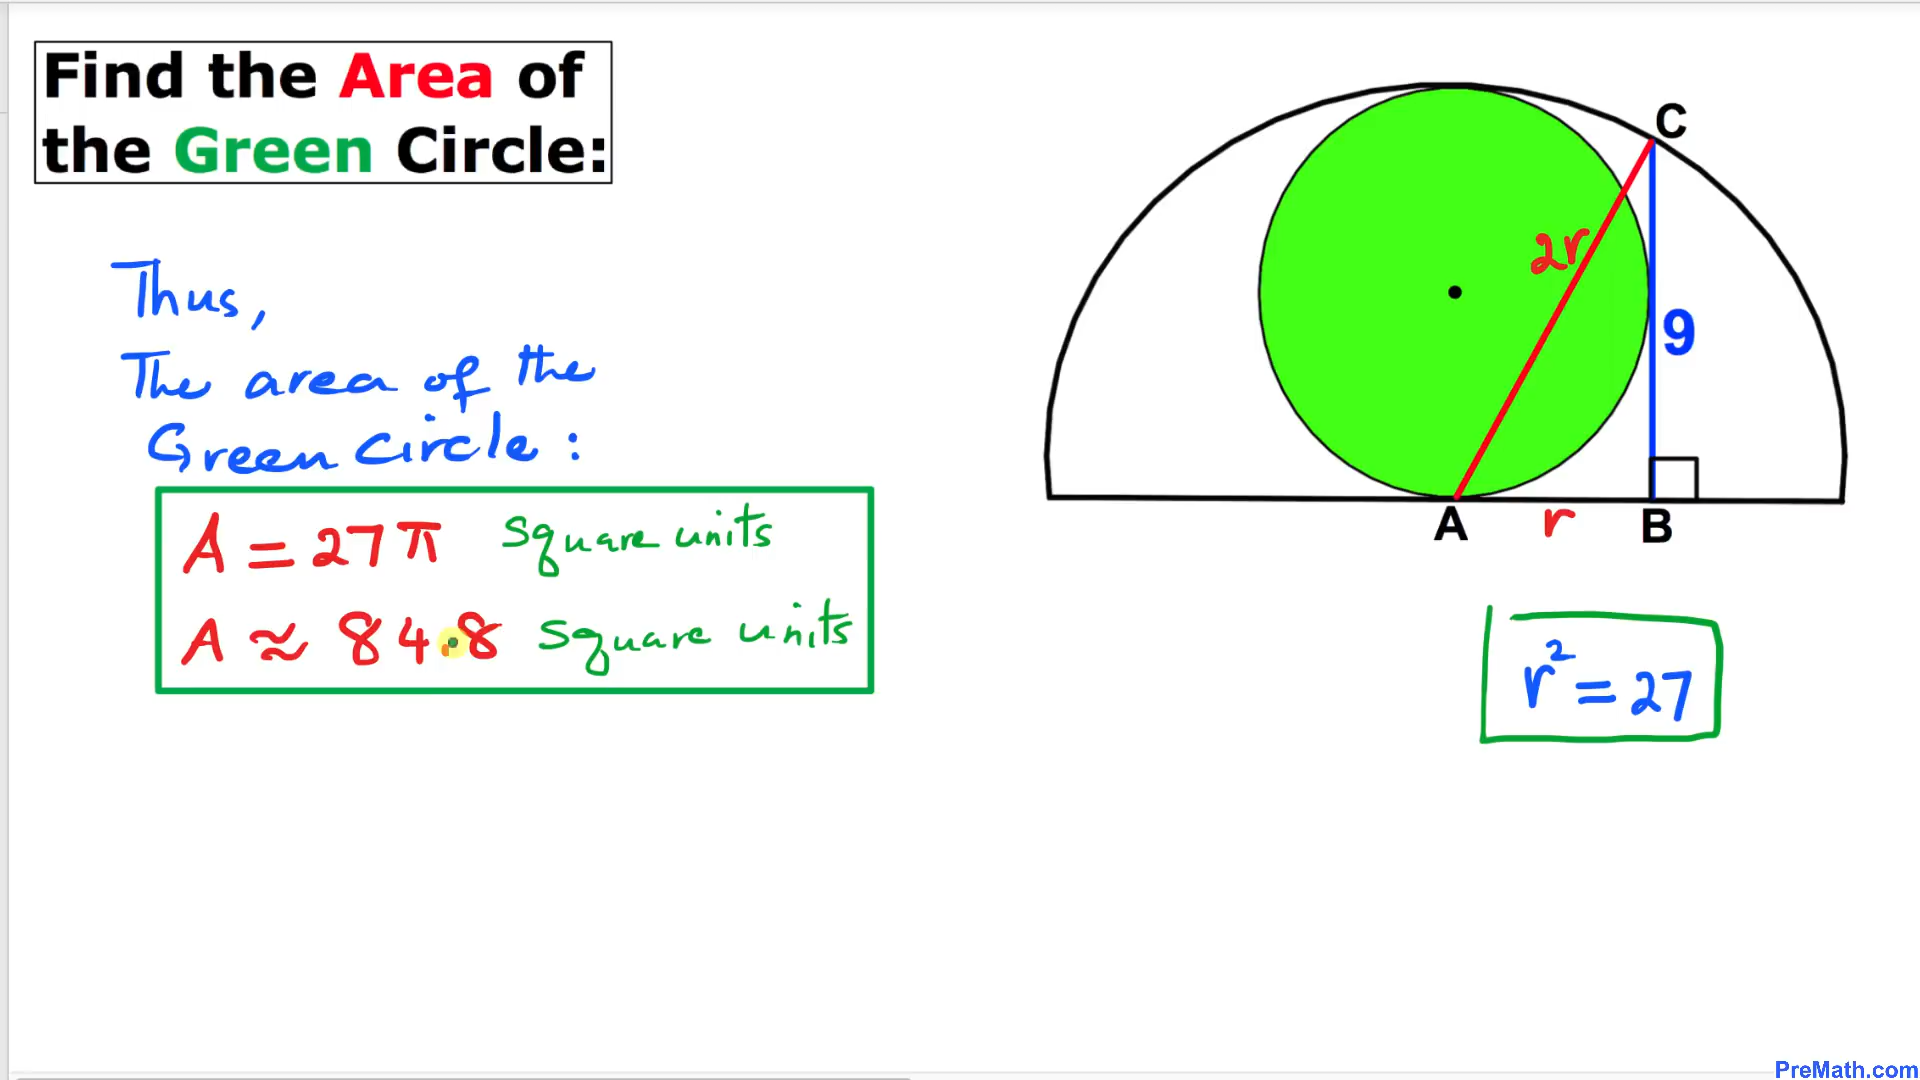 Find the Area of
the Green Circle:
Thus,
The area of the
Green Circle:
A = 27π square units
A ≈ 84.8 square units
C
2r
9
A r B
r² = 27
PreMath.com